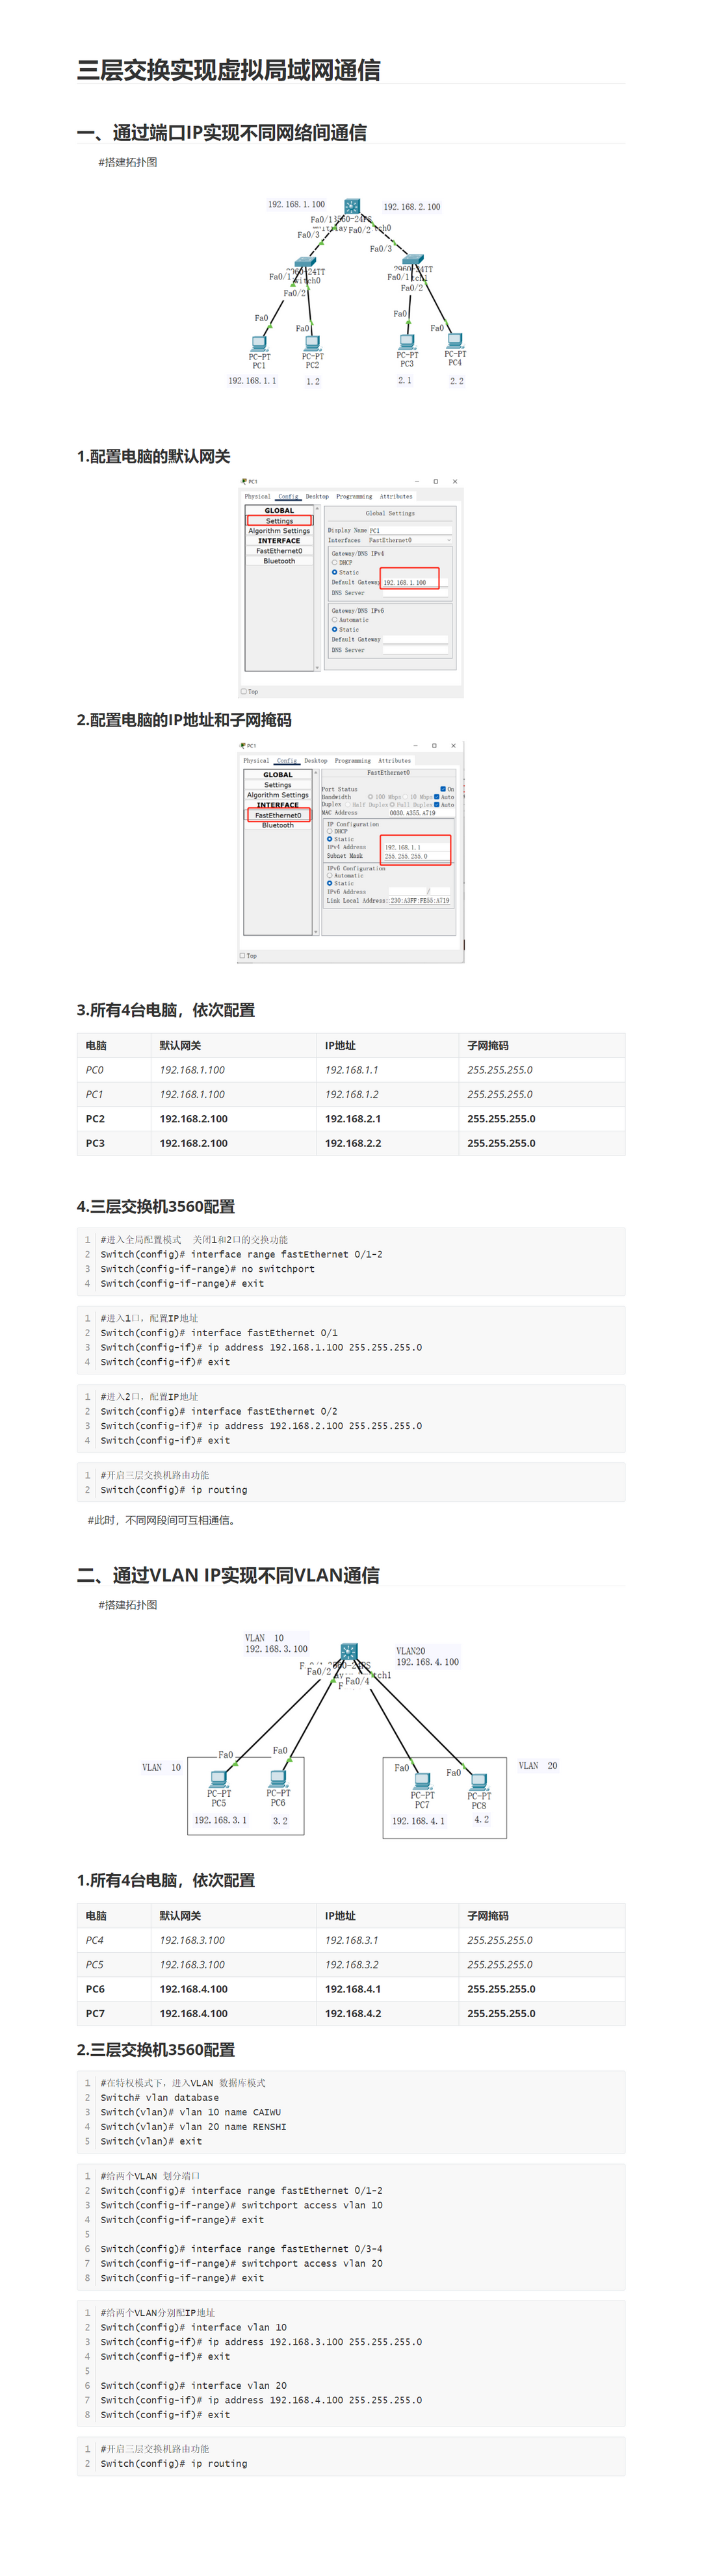 三层交换实现虚拟局域网通信
一、通过端口IP实现不同网络间通信
#搭建拓扑图
192.168.1.100
192.168.2.100
3560-24PS
Fa0/1
Fa0/2
Fa0/3
Fa0/3
2960-24TT
Fa0/1
Fa0/2
2960-24TT
Fa0/1
Fa0/2
Fa0
Fa0
Fa0
Fa0
PC-PT
PC1
PC-PT
PC2
PC-PT
PC3
PC-PT
PC4
192.168.1.1
1.2
2.1
2.2
1.配置电脑的默认网关
PC1
Physical Config Desktop Programming Attributes
GLOBAL
Settings
Algorithm Settings
INTERFACE
FastEthernet0
Bluetooth
Global Settings
Display Name PC1
Interfaces FastEthernet0
Gateway/DNS IPv4
DHCP
Static
Default Gateway 192.168.1.100
DNS Server
Gateway/DNS IPv6
Automatic
Static
Default Gateway
DNS Server
Top
2.配置电脑的IP地址和子网掩码
PC1
Physical Config Desktop Programming Attributes
GLOBAL
Settings
Algorithm Settings
INTERFACE
FastEthernet0
Bluetooth
FastEthernet0
Port Status On
Bandwidth 100 Mbps 10 Mbps Auto
Duplex Half Duplex Full Duplex Auto
MAC Address 0030.A355.A719
IP Configuration
DHCP
Static
IPv4 Address 192.168.1.1
Subnet Mask 255.255.255.0
IPv6 Configuration
Automatic
Static
IPv6 Address /
Link Local Address: 230:A3FF:FE55:A719
Top
3.所有4台电脑，依次配置
电脑 默认网关 IP地址 子网掩码
PC0 192.168.1.100 192.168.1.1 255.255.255.0
PC1 192.168.1.100 192.168.1.2 255.255.255.0
PC2 192.168.2.100 192.168.2.1 255.255.255.0
PC3 192.168.2.100 192.168.2.2 255.255.255.0
4.三层交换机3560配置
1 #进入全局配置模式 关闭1和2口的交换功能
2 Switch(config)# interface range fastEthernet 0/1-2
3 Switch(config-if-range)# no switchport
4 Switch(config-if-range)# exit
1 #进入1口，配置IP地址
2 Switch(config)# interface fastEthernet 0/1
3 Switch(config-if)# ip address 192.168.1.100 255.255.255.0
4 Switch(config-if)# exit
1 #进入2口，配置IP地址
2 Switch(config)# interface fastEthernet 0/2
3 Switch(config-if)# ip address 192.168.2.100 255.255.255.0
4 Switch(config-if)# exit
1 #开启三层交换机路由功能
2 Switch(config)# ip routing
#此时，不同网段间可互相通信。
二、通过VLAN IP实现不同VLAN通信
#搭建拓扑图
VLAN 10
192.168.3.100
VLAN20
192.168.4.100
Fa0/2
Fa0/4
Fa0
Fa0
Fa0
Fa0
VLAN 10
VLAN 20
PC-PT
PC5
PC-PT
PC6
PC-PT
PC7
PC-PT
PC8
192.168.3.1
3.2
192.168.4.1
4.2
1.所有4台电脑，依次配置
电脑 默认网关 IP地址 子网掩码
PC4 192.168.3.100 192.168.3.1 255.255.255.0
PC5 192.168.3.100 192.168.3.2 255.255.255.0
PC6 192.168.4.100 192.168.4.1 255.255.255.0
PC7 192.168.4.100 192.168.4.2 255.255.255.0
2.三层交换机3560配置
1 #在特权模式下，进入VLAN 数据库模式
2 Switch# vlan database
3 Switch(vlan)# vlan 10 name CAIWU
4 Switch(vlan)# vlan 20 name RENSHI
5 Switch(vlan)# exit
1 #给两个VLAN 划分端口
2 Switch(config)# interface range fastEthernet 0/1-2
3 Switch(config-if-range)# switchport access vlan 10
4 Switch(config-if-range)# exit
5
6 Switch(config)# interface range fastEthernet 0/3-4
7 Switch(config-if-range)# switchport access vlan 20
8 Switch(config-if-range)# exit
1 #给两个VLAN分别配IP地址
2 Switch(config)# interface vlan 10
3 Switch(config-if)# ip address 192.168.3.100 255.255.255.0
4 Switch(config-if)# exit
5
6 Switch(config)# interface vlan 20
7 Switch(config-if)# ip address 192.168.4.100 255.255.255.0
8 Switch(config-if)# exit
1 #开启三层交换机路由功能
2 Switch(config)# ip routing